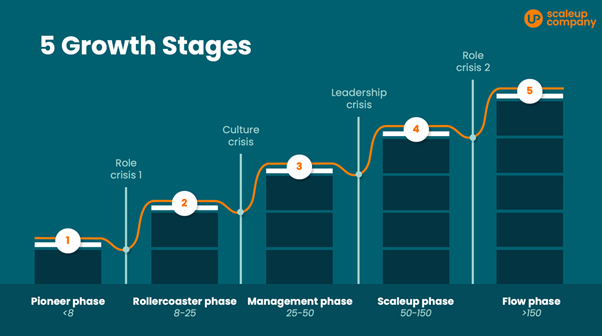 UP scaleup
company
5 Growth Stages
Role
crisis 1
Culture
crisis
Leadership
crisis
Role
crisis 2
1
2
3
4
5
Pioneer phase
<8
Rollercoaster phase
8-25
Management phase
25-50
Scaleup phase
50-150
Flow phase
>150